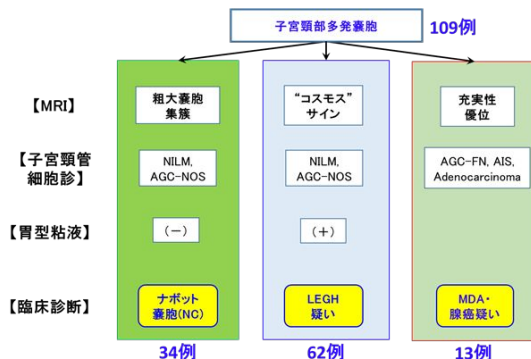 子宮頸部多発嚢胞 109例
【MRI】 粗大嚢胞 “コスモス” 充実性
集簇 サイン 優位
【子宮頸管 NILM, NILM, AGC-FN, AIS,
細胞診】 AGC-NOS AGC-NOS Adenocarcinoma
【胃型粘液】 (-) (+)
【臨床診断】 ナボット LEGH MDA・
嚢胞(NC) 疑い 腺癌疑い
34例 62例 13例